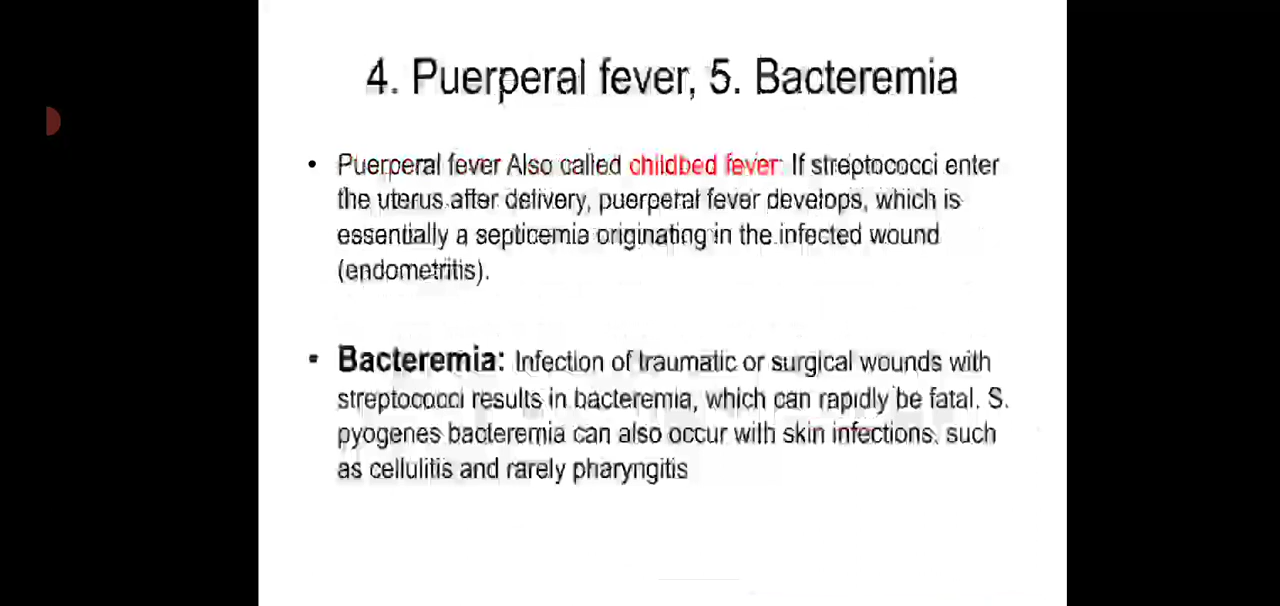 4. Puerperal fever, 5. Bacteremia
• Puerperal fever Also called childbed fever: If streptococci enter
the uterus after delivery, puerperal fever develops, which is
essentially a septicemia originating in the infected wound
(endometritis).
• Bacteremia: Infection of traumatic or surgical wounds with
streptococci results in bacteremia, which can rapidly be fatal. S.
pyogenes bacteremia can also occur with skin infections, such
as cellulitis and rarely pharyngitis